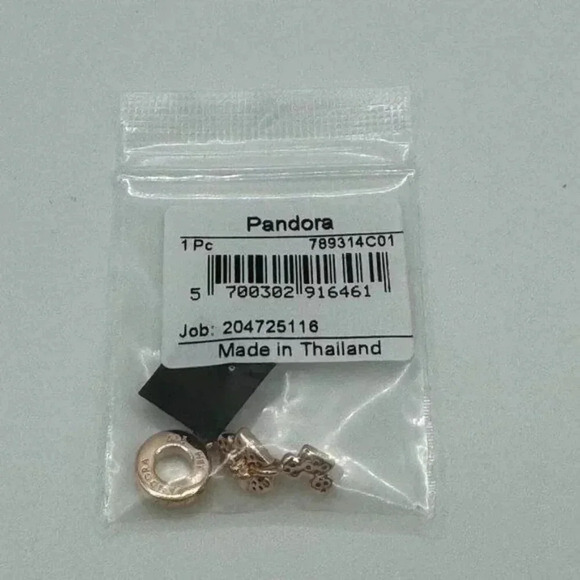 Pandora
1 Pc 789314C01
5 700302 916461
Job: 204725116
Made in Thailand